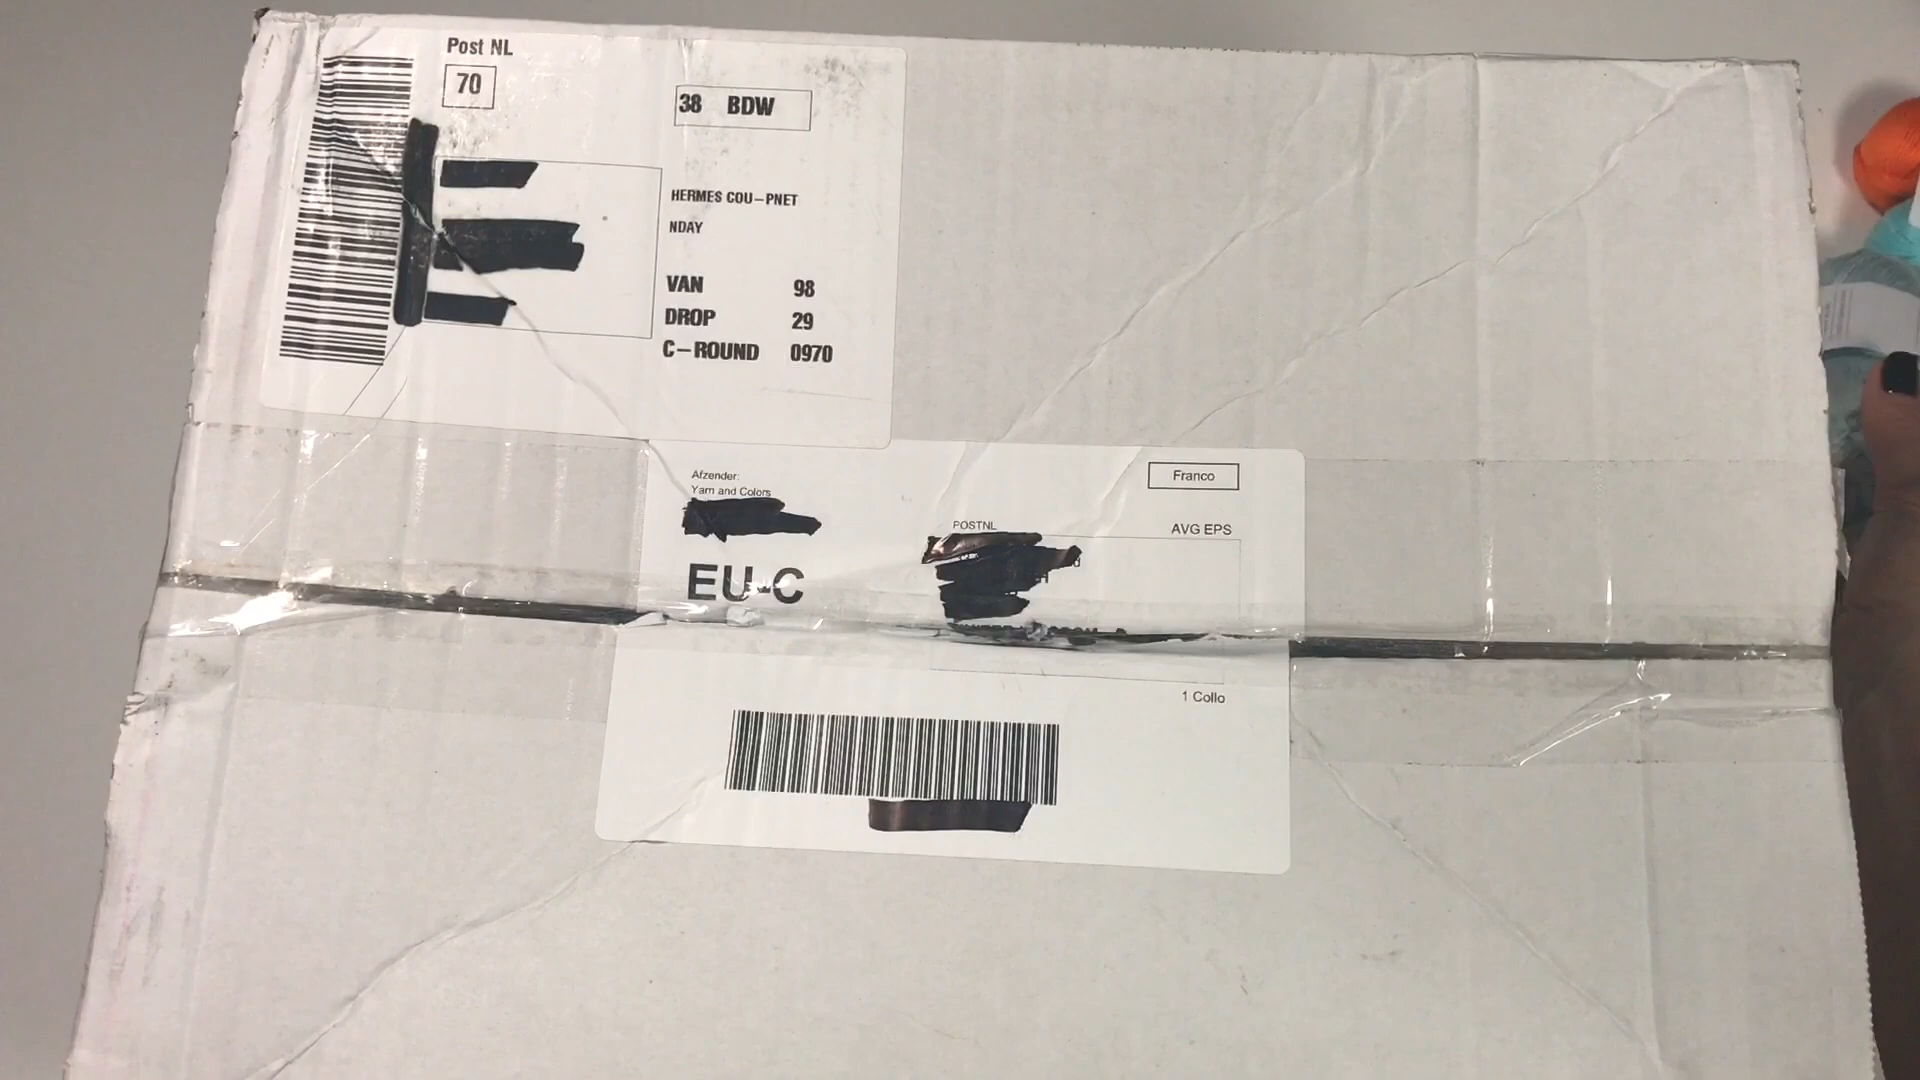 Post NL
70
38 BDW
HERMES COU-PNET
NDAY
VAN 98
DROP 29
C-ROUND 0970
Afzender:
Yarn and Colors
Franco
POSTNL
AVG EPS
EU-C
1 Collo